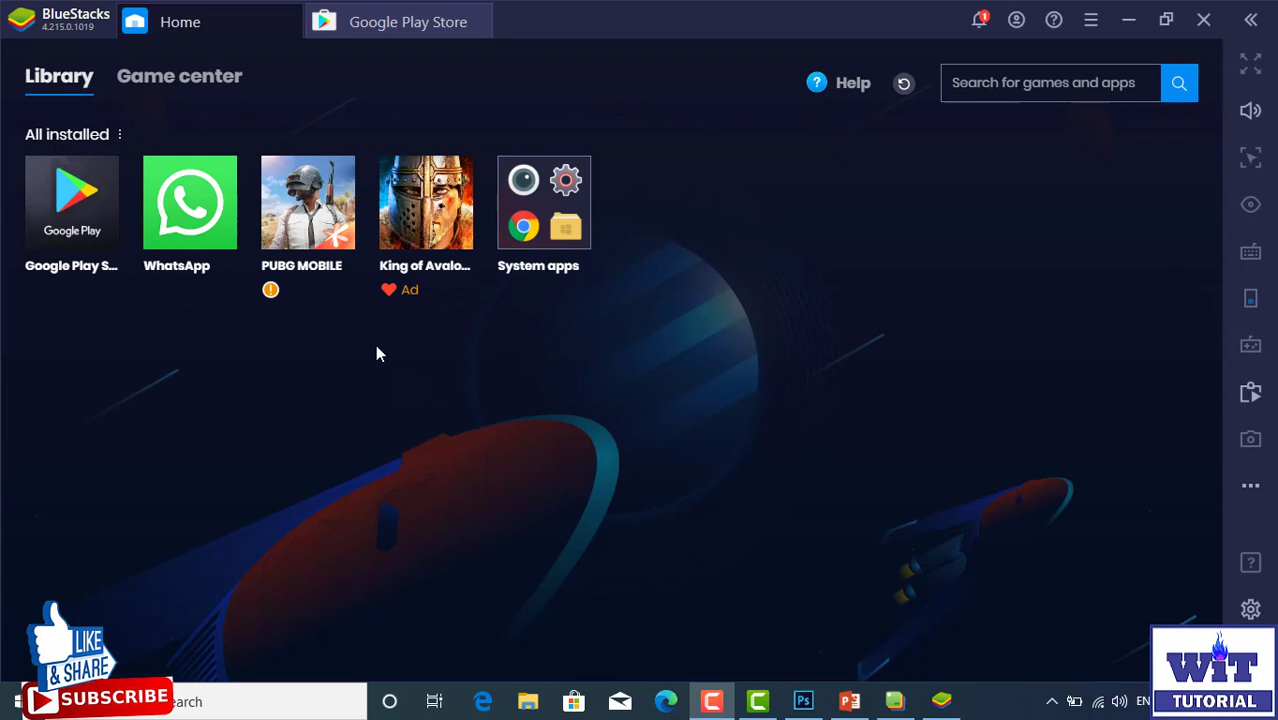 BlueStacks
4.215.0.1019
Home
Google Play Store
1
Library
Game center
? Help
Search for games and apps
All installed
Google Play
Google Play S...
WhatsApp
PUBG MOBILE
King of Avalo...
System apps
Ad
LIKE
& SHARE
SUBSCRIBE
earch
Ps
EN
WiT
TUTORIAL